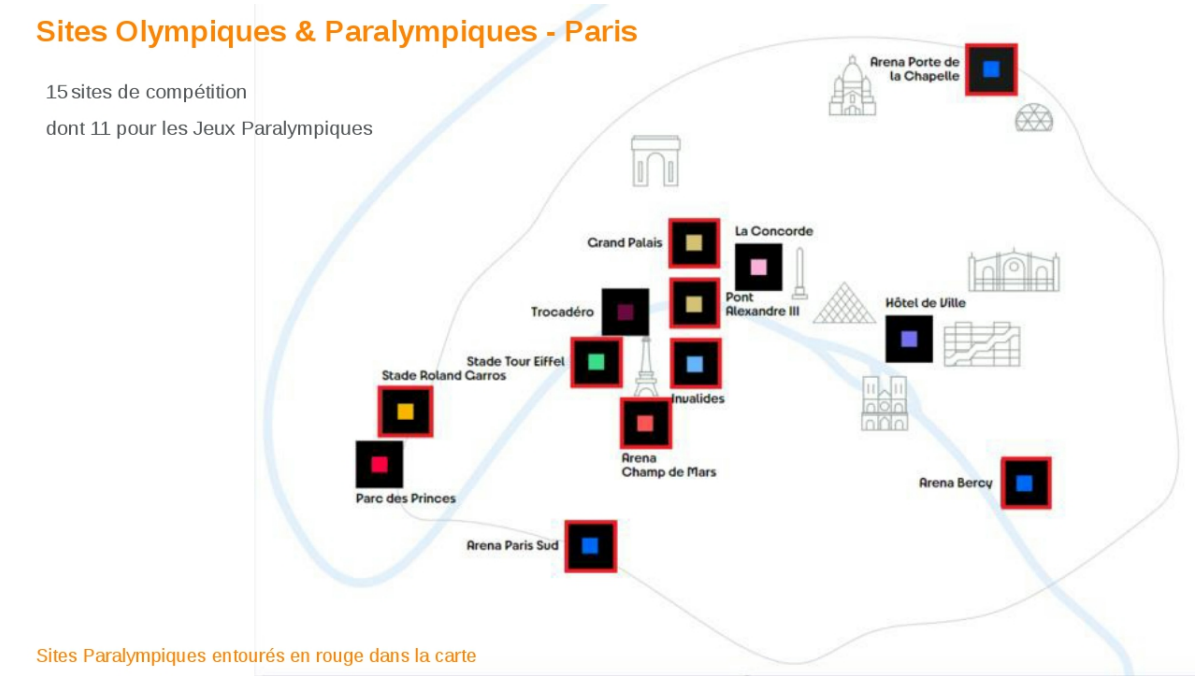 Sites Olympiques & Paralympiques - Paris
15 sites de compétition
dont 11 pour les Jeux Paralympiques
Arena Porte de
la Chapelle
La Concorde
Grand Palais
Pont
Alexandre III
Hôtel de Ville
Trocadéro
Stade Tour Eiffel
Stade Roland Garros
Invalides
Arena
Champ de Mars
Arena Bercy
Parc des Princes
Arena Paris Sud
Sites Paralympiques entourés en rouge dans la carte